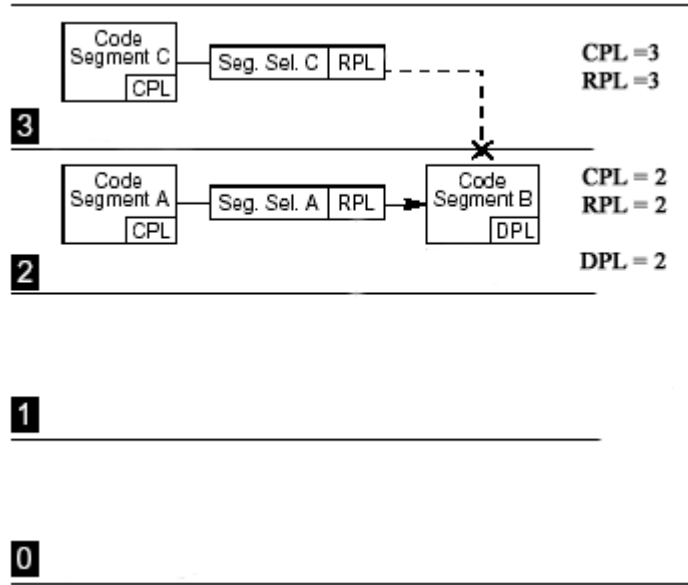 Code
Segment C
CPL
Seg. Sel. C RPL
CPL =3
RPL =3
3
Code
Segment A
CPL
Seg. Sel. A RPL
Code
Segment B
DPL
CPL = 2
RPL = 2
DPL = 2
2
1
0